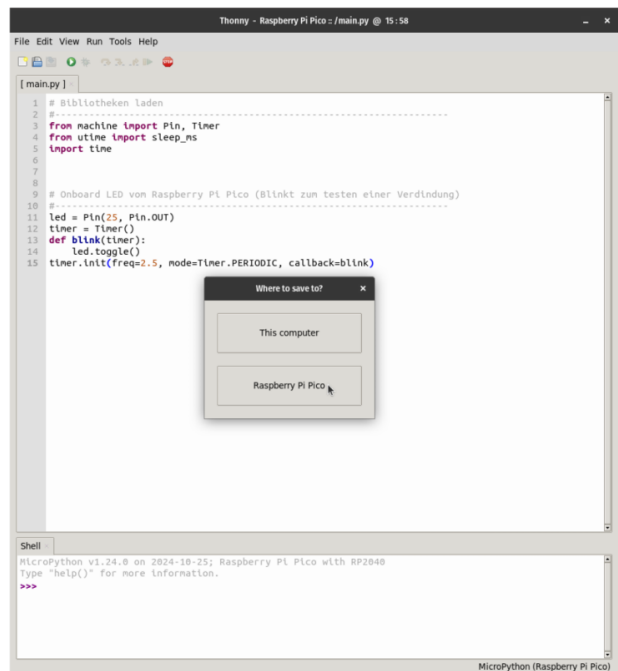 Thonny - Raspberry Pi Pico :: /main.py @ 15 : 58
File Edit View Run Tools Help
[ main.py ]
1 # Bibliotheken laden
2 #----------------------------------------------------------------------
3 from machine import Pin, Timer
4 from utime import sleep_ms
5 import time
6
7
8
9 # Onboard LED vom Raspberry Pi Pico (Blinkt zum testen einer Verdindung)
10 #----------------------------------------------------------------------
11 led = Pin(25, Pin.OUT)
12 timer = Timer()
13 def blink(timer):
14     led.toggle()
15 timer.init(freq=2.5, mode=Timer.PERIODIC, callback=blink)
Where to save to?
This computer
Raspberry Pi Pico
Shell
MicroPython v1.24.0 on 2024-10-25; Raspberry Pi Pico with RP2040
Type "help()" for more information.
>>>
MicroPython (Raspberry Pi Pico)